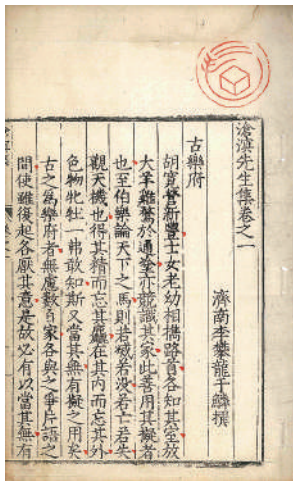 滄溟先生集卷之一
濟南李攀龍于鱗撰
古樂府
胡寬營新豐士女老幼相攜路首各知其室放
犬羊雞鶩於通塗亦競識其家此善用其擬者
也至伯樂論天下之馬則若滅若沒若亡若失
觀天機也得其精而忘其麤在其內而忘其外
色物牝牡一弗敢知斯又當其無有擬之用矣
古之為樂府者無慮數百家各與之爭片語之
間使雖復起各厭其意是故必有以當其無有